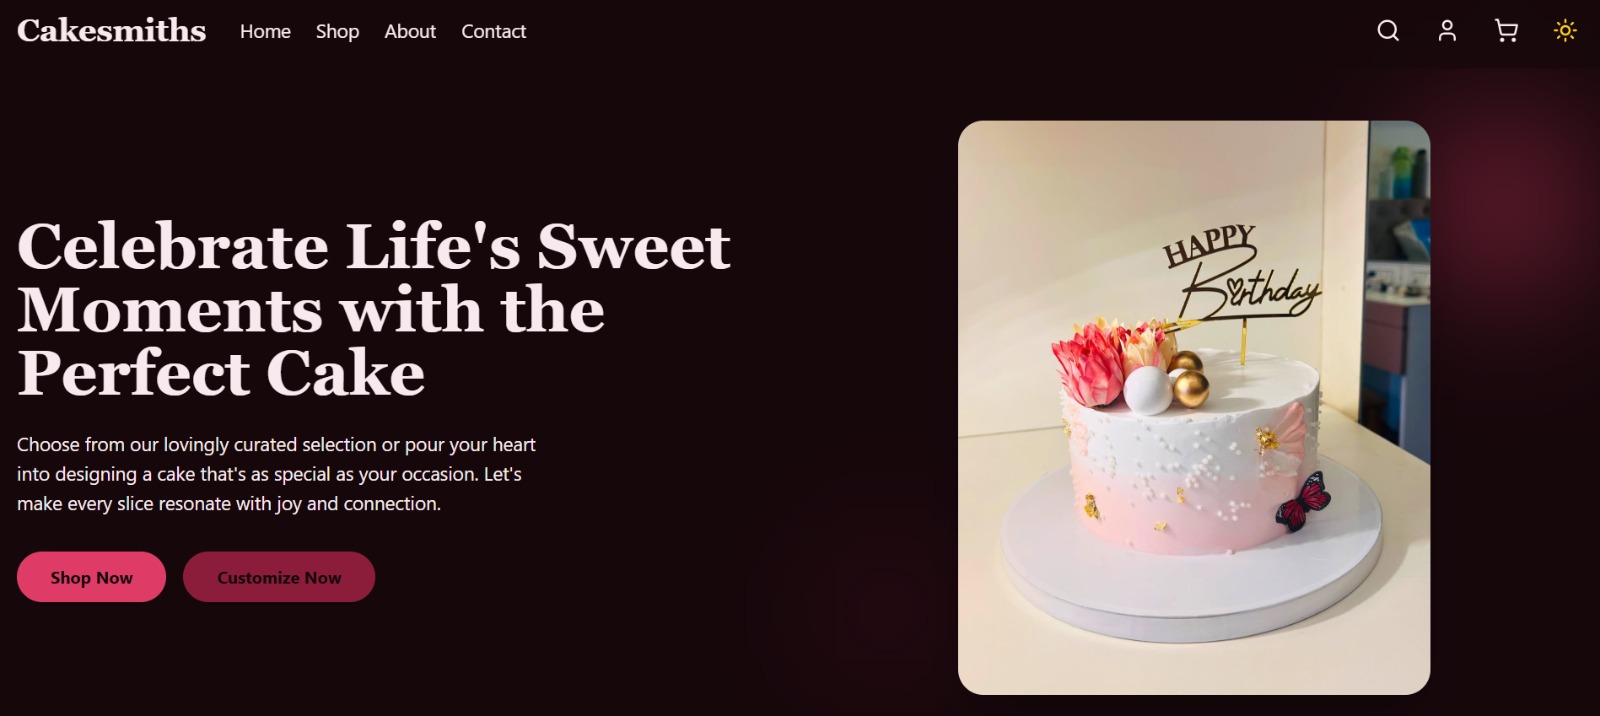 Cakesmiths
Home Shop About Contact
Celebrate Life's Sweet
Moments with the
Perfect Cake
Choose from our lovingly curated selection or pour your heart
into designing a cake that's as special as your occasion. Let's
make every slice resonate with joy and connection.
Shop Now Customize Now
HAPPY
Birthday